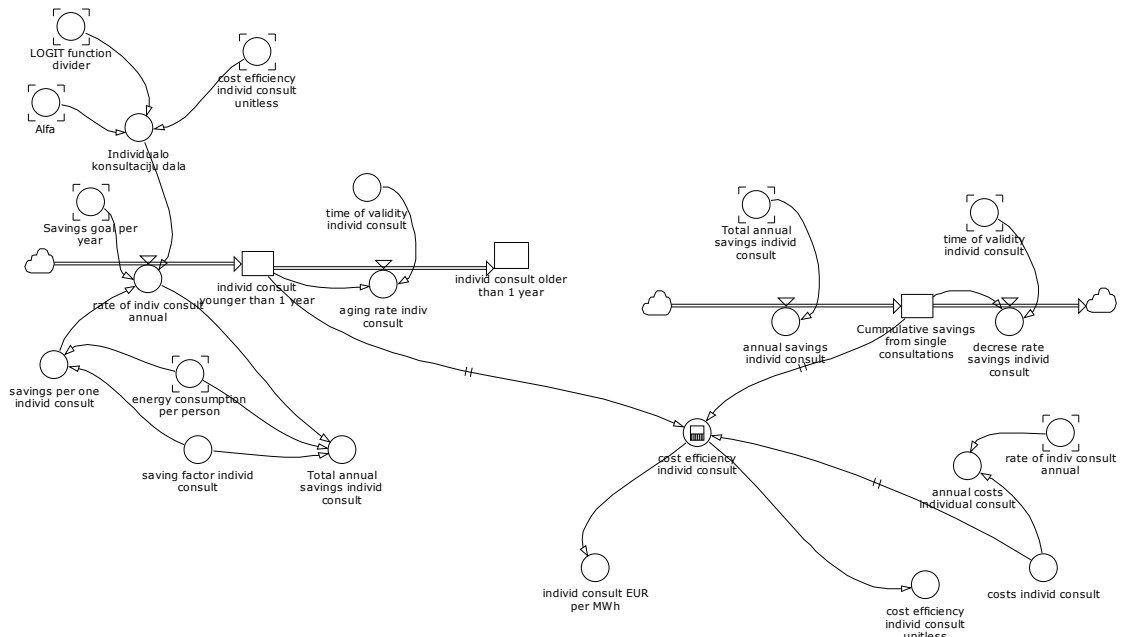 LOGIT function
divider
cost efficiency
individ consult
unitless
Alfa
Individualo
konsultaciju dala
Savings goal per
year
time of validity
individ consult
individ consult
younger than 1 year
individ consult older
than 1 year
rate of indiv consult
annual
aging rate indiv
consult
savings per one
individ consult
energy consumption
per person
saving factor individ
consult
Total annual
savings individ
consult
Total annual
savings individ
consult
time of validity
individ consult
annual savings
individ consult
Cummulative savings
from single
consultations
decrese rate
savings individ
consult
cost efficiency
individ consult
rate of indiv consult
annual
annual costs
individual consult
individ consult EUR
per MWh
cost efficiency
individ consult
unitless
costs individ consult